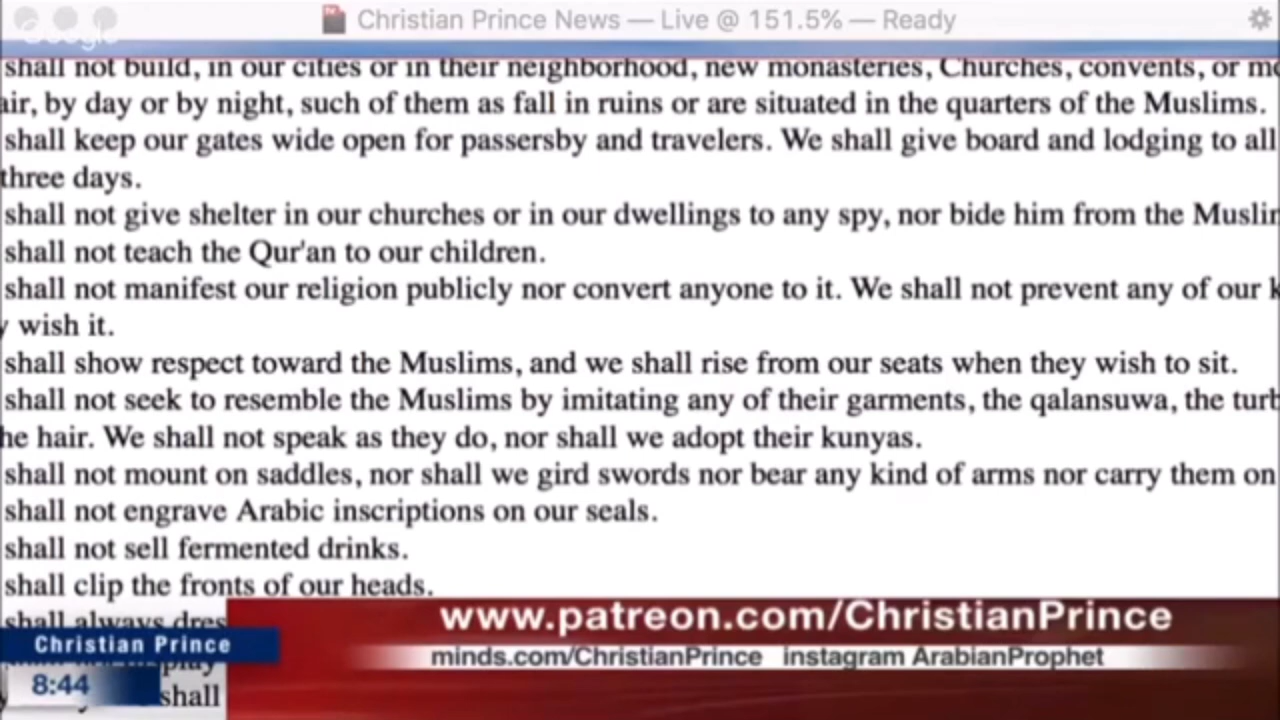 Christian Prince News — Live @ 151.5% — Ready
Google
shall not build, in our cities or in their neighborhood, new monasteries, Churches, convents, or
air, by day or by night, such of them as fall in ruins or are situated in the quarters of the Muslims.
shall keep our gates wide open for passersby and travelers. We shall give board and lodging to all
three days.
shall not give shelter in our churches or in our dwellings to any spy, nor bide him from the
shall not teach the Qur'an to our children.
shall not manifest our religion publicly nor convert anyone to it. We shall not prevent any of our
wish it.
shall show respect toward the Muslims, and we shall rise from our seats when they wish to sit.
shall not seek to resemble the Muslims by imitating any of their garments, the qalansuwa, the
he hair. We shall not speak as they do, nor shall we adopt their kunyas.
shall not mount on saddles, nor shall we gird swords nor bear any kind of arms nor carry them on
shall not engrave Arabic inscriptions on our seals.
shall not sell fermented drinks.
shall clip the fronts of our heads.
shall always dres
shall
www.patreon.com/ChristianPrince
Christian Prince
minds.com/ChristianPrince instagram ArabianProphet
8:44